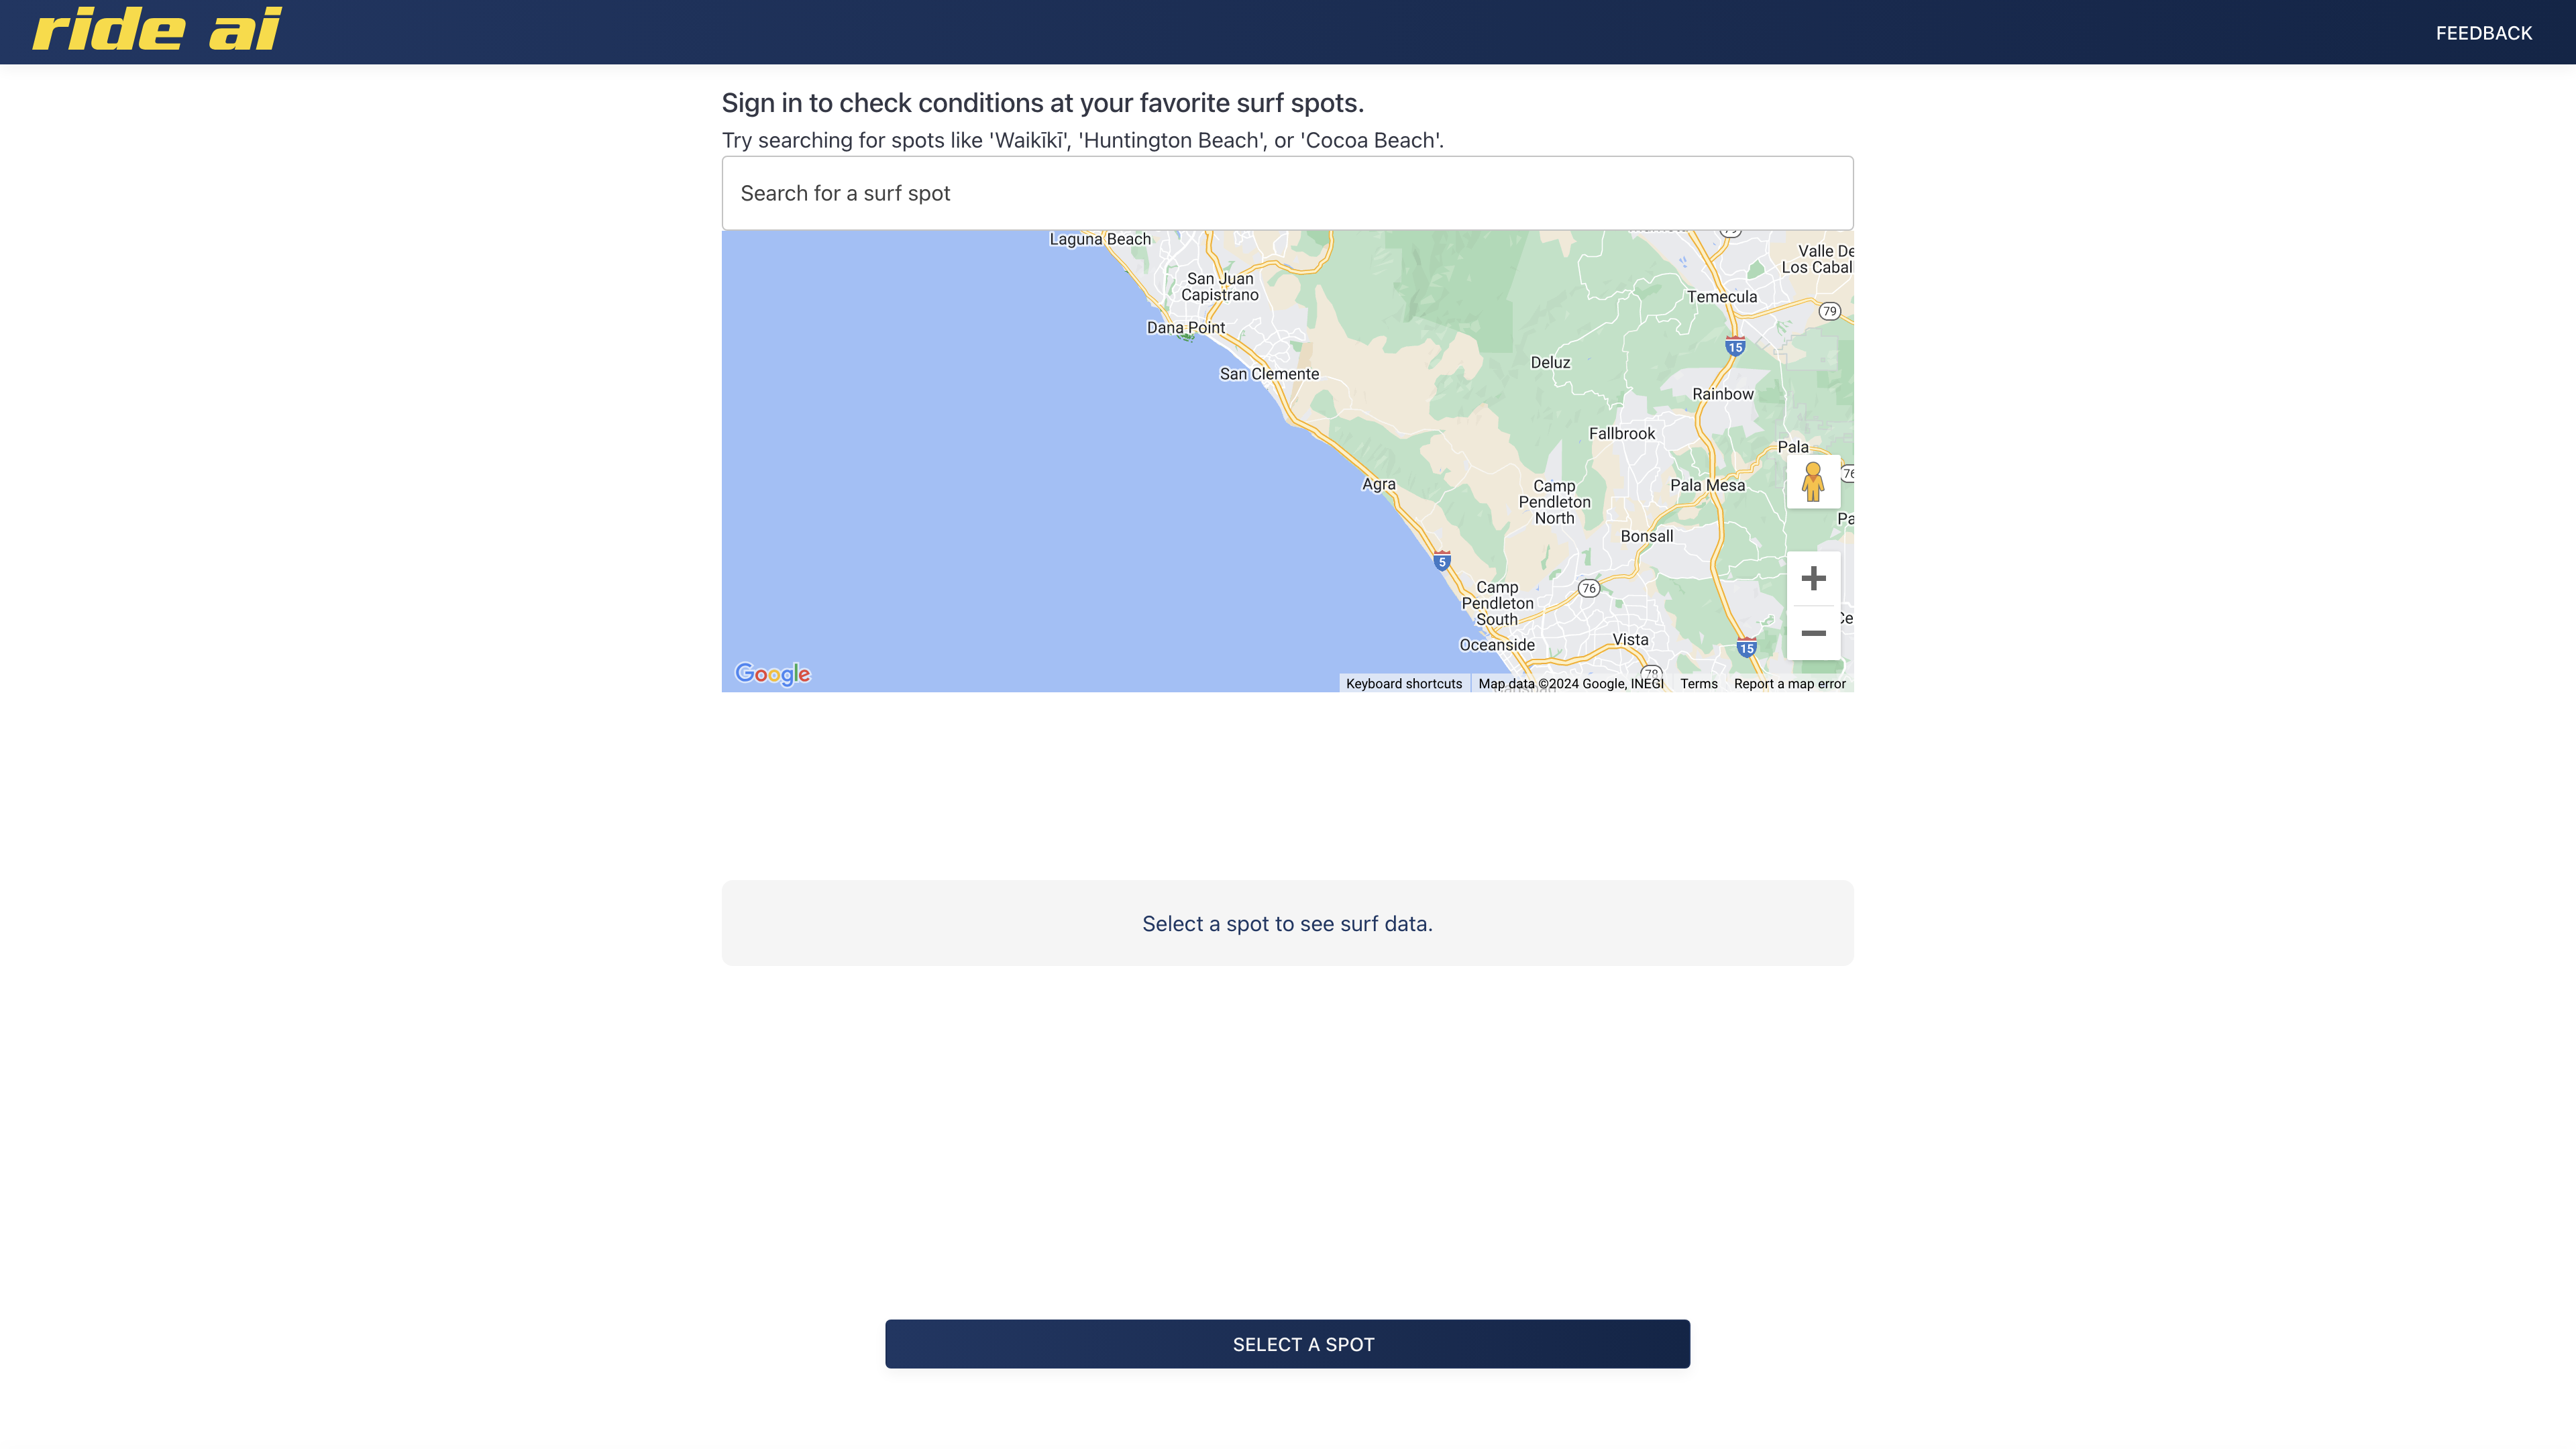 ride ai
FEEDBACK
Sign in to check conditions at your favorite surf spots.
Try searching for spots like 'Waikīkī', 'Huntington Beach', or 'Cocoa Beach'.
Search for a surf spot
Laguna Beach
79
Valle De
Los Cabal
San Juan
Capistrano
Temecula
79
Dana Point
15
Deluz
San Clemente
Rainbow
Fallbrook
Pala
76
Agra
Camp
Pendleton
North
Pala Mesa
Pa
Bonsall
5
Camp
Pendleton
South
76
Ce
Oceanside
Vista
15
78
Google
Keyboard shortcuts
Map data ©2024 Google, INEGI
Terms
Report a map error
Select a spot to see surf data.
SELECT A SPOT